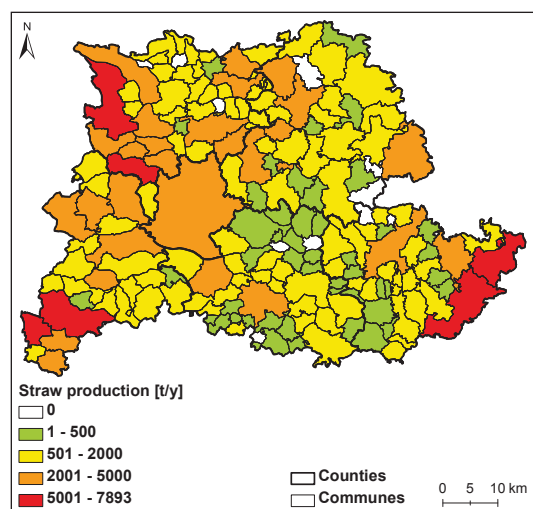 N
Straw production [t/y]
0
1 - 500
501 - 2000
2001 - 5000
5001 - 7893
Counties
Communes
0 5 10 km